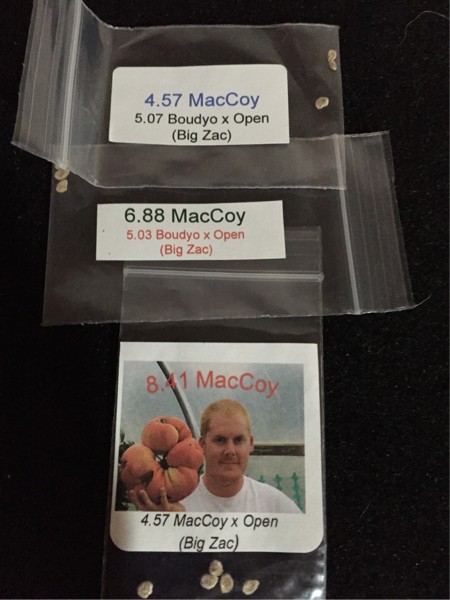 4.57 MacCoy
5.07 Boudyo x Open
(Big Zac)
6.88 MacCoy
5.03 Boudyo x Open
(Big Zac)
8.41 MacCoy
4.57 MacCoy x Open
(Big Zac)